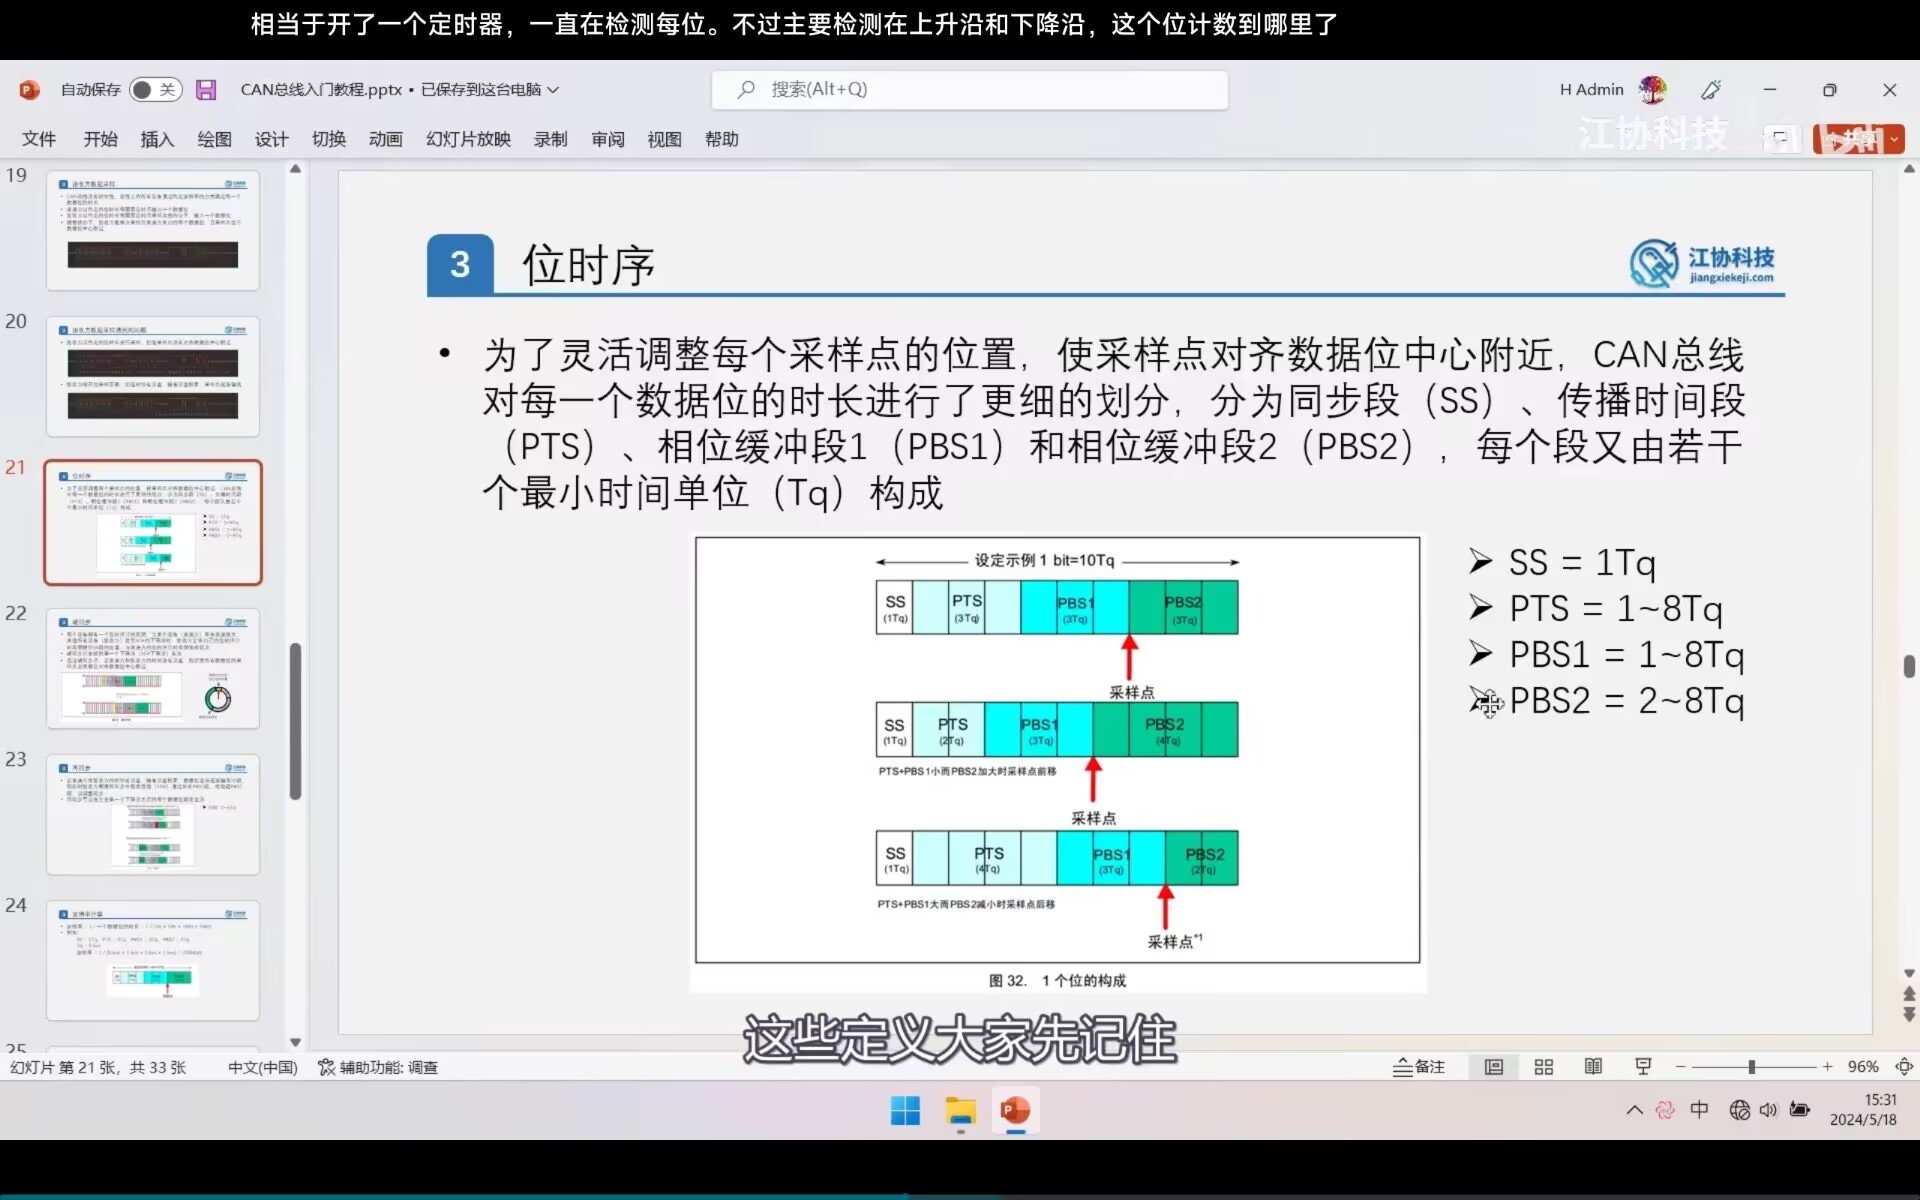 相当于开了一个定时器，一直在检测每位。不过主要检测在上升沿和下降沿，这个位计数到哪里了
自动保存 关 CAN总线入门教程.pptx • 已保存到这台电脑
搜索(Alt+Q)
H Admin
文件 开始 插入 绘图 设计 切换 动画 幻灯片放映 录制 审阅 视图 帮助
江协科技
共享
19
20
21
22
23
24
25
3 位时序
江协科技
jiangxiekeji.com
• 为了灵活调整每个采样点的位置，使采样点对齐数据位中心附近，CAN总线
对每一个数据位的时长进行了更细的划分，分为同步段（SS）、传播时间段
（PTS）、相位缓冲段1（PBS1）和相位缓冲段2（PBS2），每个段又由若干
个最小时间单位（Tq）构成
设定示例 1 bit=10Tq
SS PTS PBS1 PBS2
(1Tq) (3Tq) (3Tq) (3Tq)
采样点
SS PTS PBS1 PBS2
(1Tq) (2Tq) (3Tq) (4Tq)
PTS+PBS1小而PBS2加大时采样点前移
采样点
SS PTS PBS1 PBS2
(1Tq) (4Tq) (3Tq) (2Tq)
PTS+PBS1大而PBS2减小时采样点后移
采样点*1
图 32. 1 个位的构成
➢ SS = 1Tq
➢ PTS = 1~8Tq
➢ PBS1 = 1~8Tq
➢ PBS2 = 2~8Tq
这些定义大家先记住
幻灯片 第 21 张，共 33 张 中文(中国) 辅助功能: 调查
备注 96%
中
15:31
2024/5/18